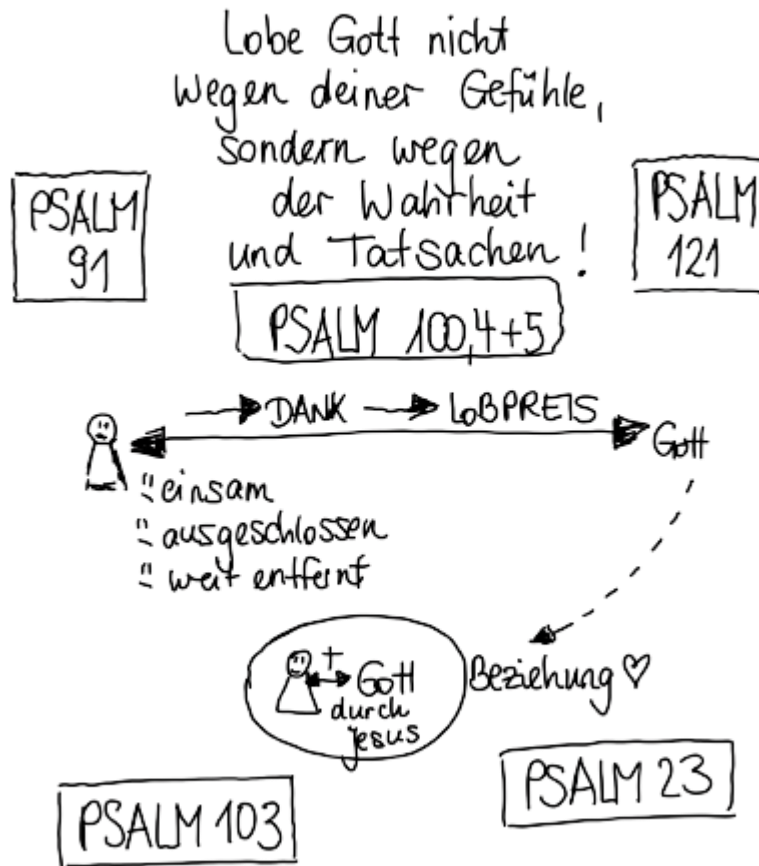 Lobe Gott nicht
wegen deiner Gefühle,
sondern wegen
der Wahrheit
und Tatsachen!
PSALM
91
PSALM
121
PSALM 100,4+5
DANK LOBPREIS
Gott
einsam
ausgeschlossen
weit entfernt
Gott
durch
Jesus
Beziehung ♡
PSALM 103
PSALM 23